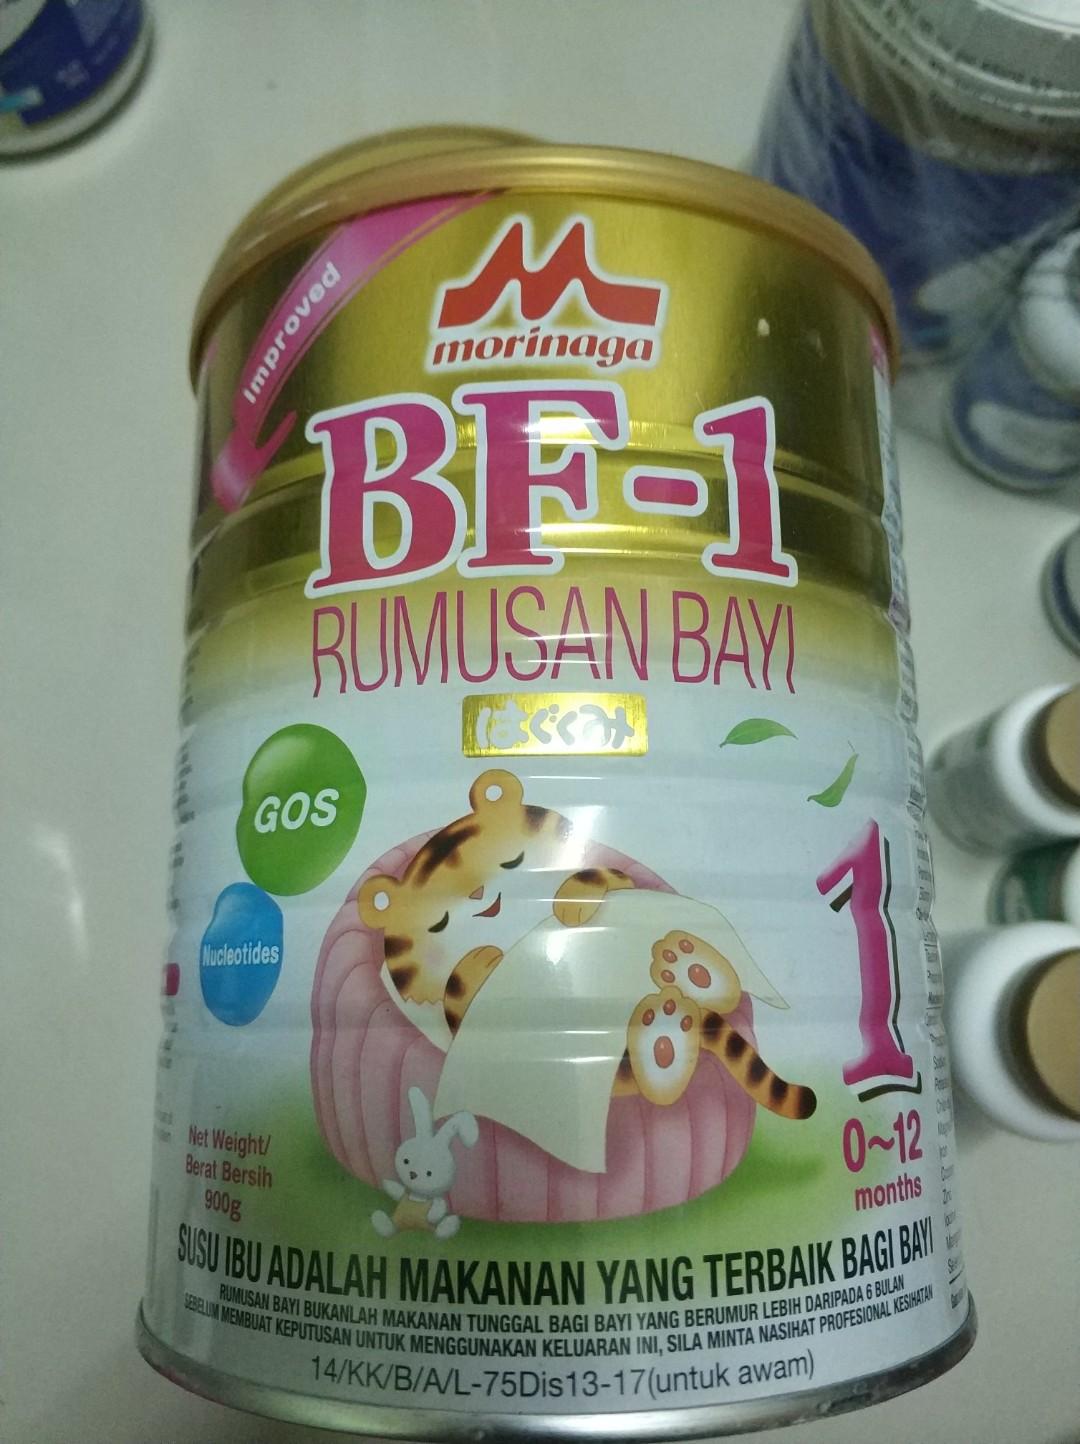 Improved
morinaga
BF-1
RUMUSAN BAYI
はぐくみ
GOS
Nucleotides
1
0~12
months
Net Weight/
Berat Bersih
900g
SUSU IBU ADALAH MAKANAN YANG TERBAIK BAGI BAYI
RUMUSAN BAYI BUKANLAH MAKANAN TUNGGAL BAGI BAYI YANG BERUMUR LEBIH DARIPADA 6 BULAN
SEBELUM MEMBUAT KEPUTUSAN UNTUK MENGGUNAKAN KELUARAN INI, SILA MINTA NASIHAT PROFESIONAL KESIHATAN
14/KK/B/A/L-75Dis13-17(untuk awam)